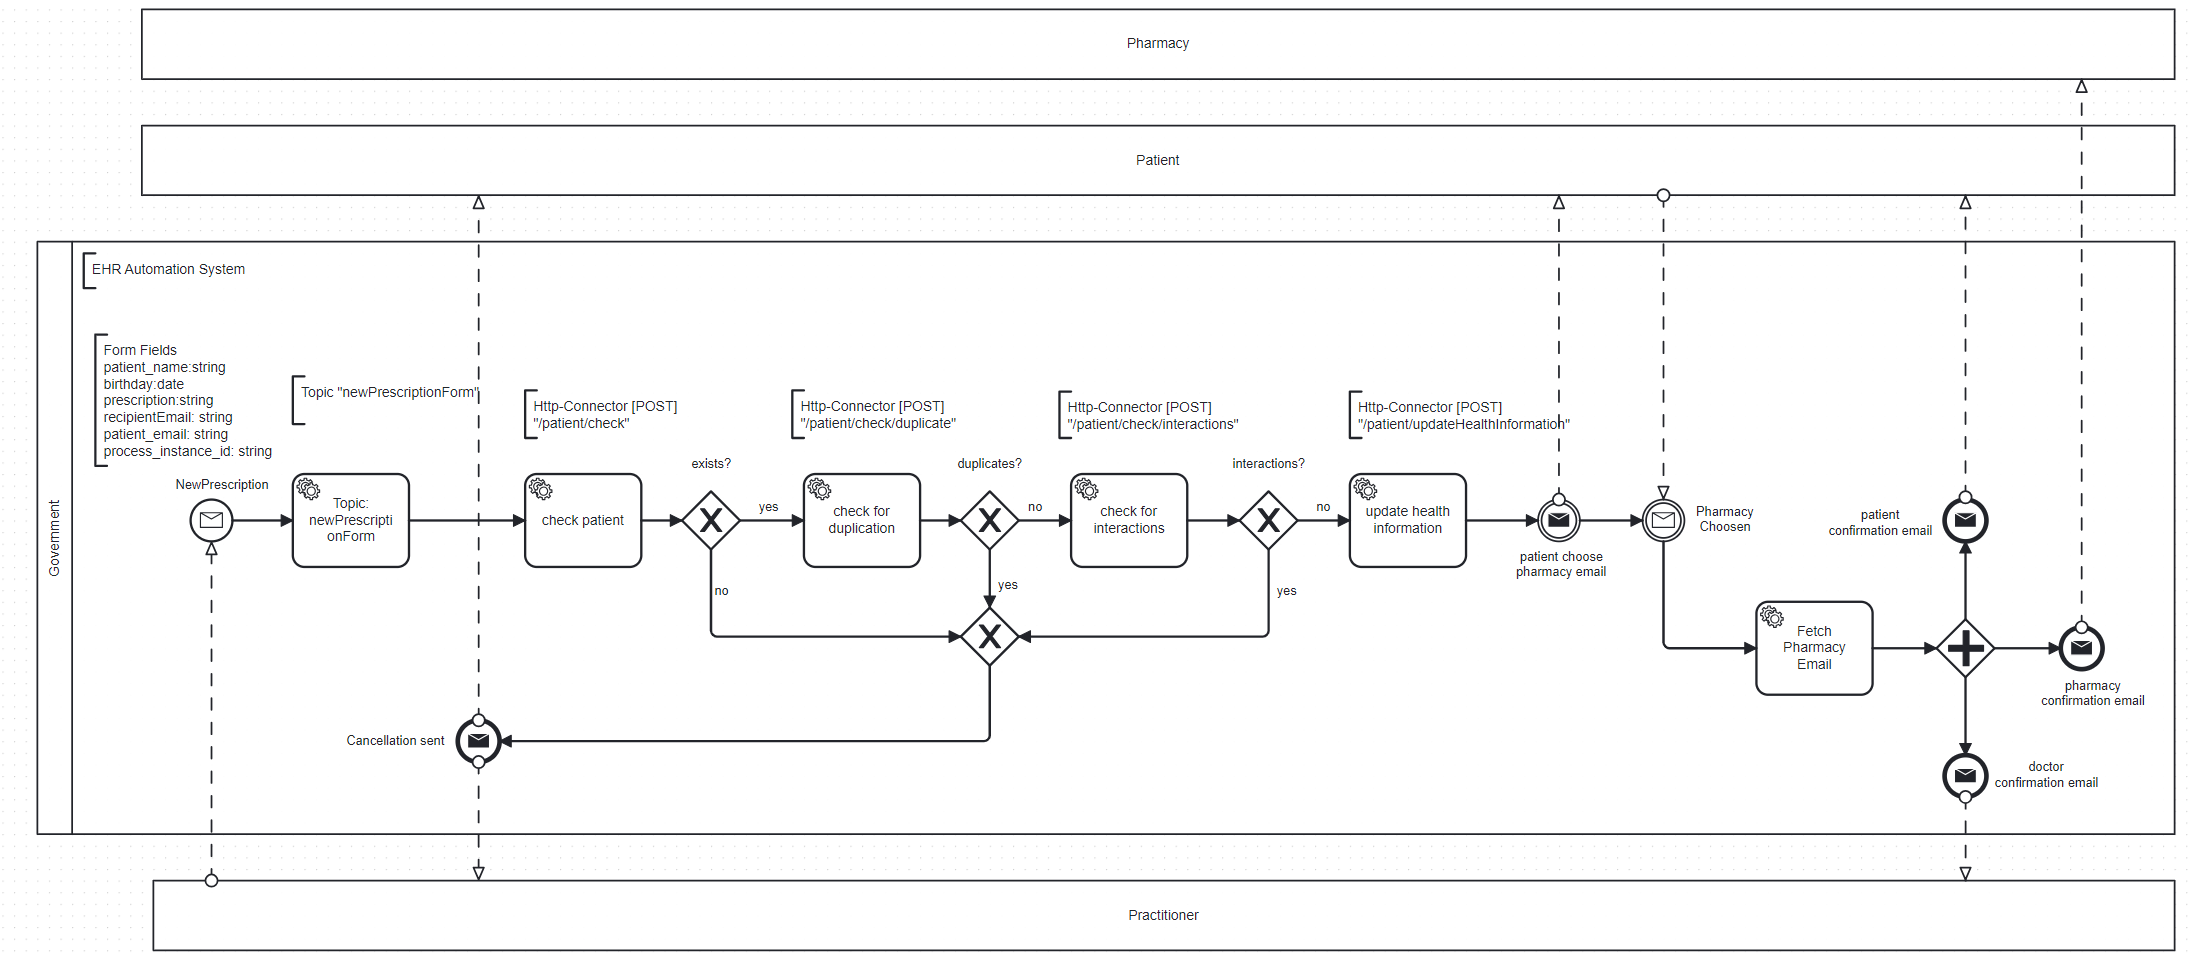 Pharmacy
Patient
Government
EHR Automation System
Form Fields
patient_name:string
birthday:date
prescription:string
recipientEmail: string
patient_email: string
process_instance_id: string
Topic "newPrescriptionForm"
Http-Connector [POST]
"/patient/check"
Http-Connector [POST]
"/patient/check/duplicate"
Http-Connector [POST]
"/patient/check/interactions"
Http-Connector [POST]
"/patient/updateHealthInformation"
NewPrescription
Topic:
newPrescripti
onForm
check patient
exists?
yes
no
check for
duplication
duplicates?
no
yes
check for
interactions
interactions?
no
yes
update health
information
patient choose
pharmacy email
Pharmacy
Choosen
Fetch
Pharmacy
Email
patient
confirmation email
pharmacy
confirmation email
doctor
confirmation email
Cancellation sent
Practitioner